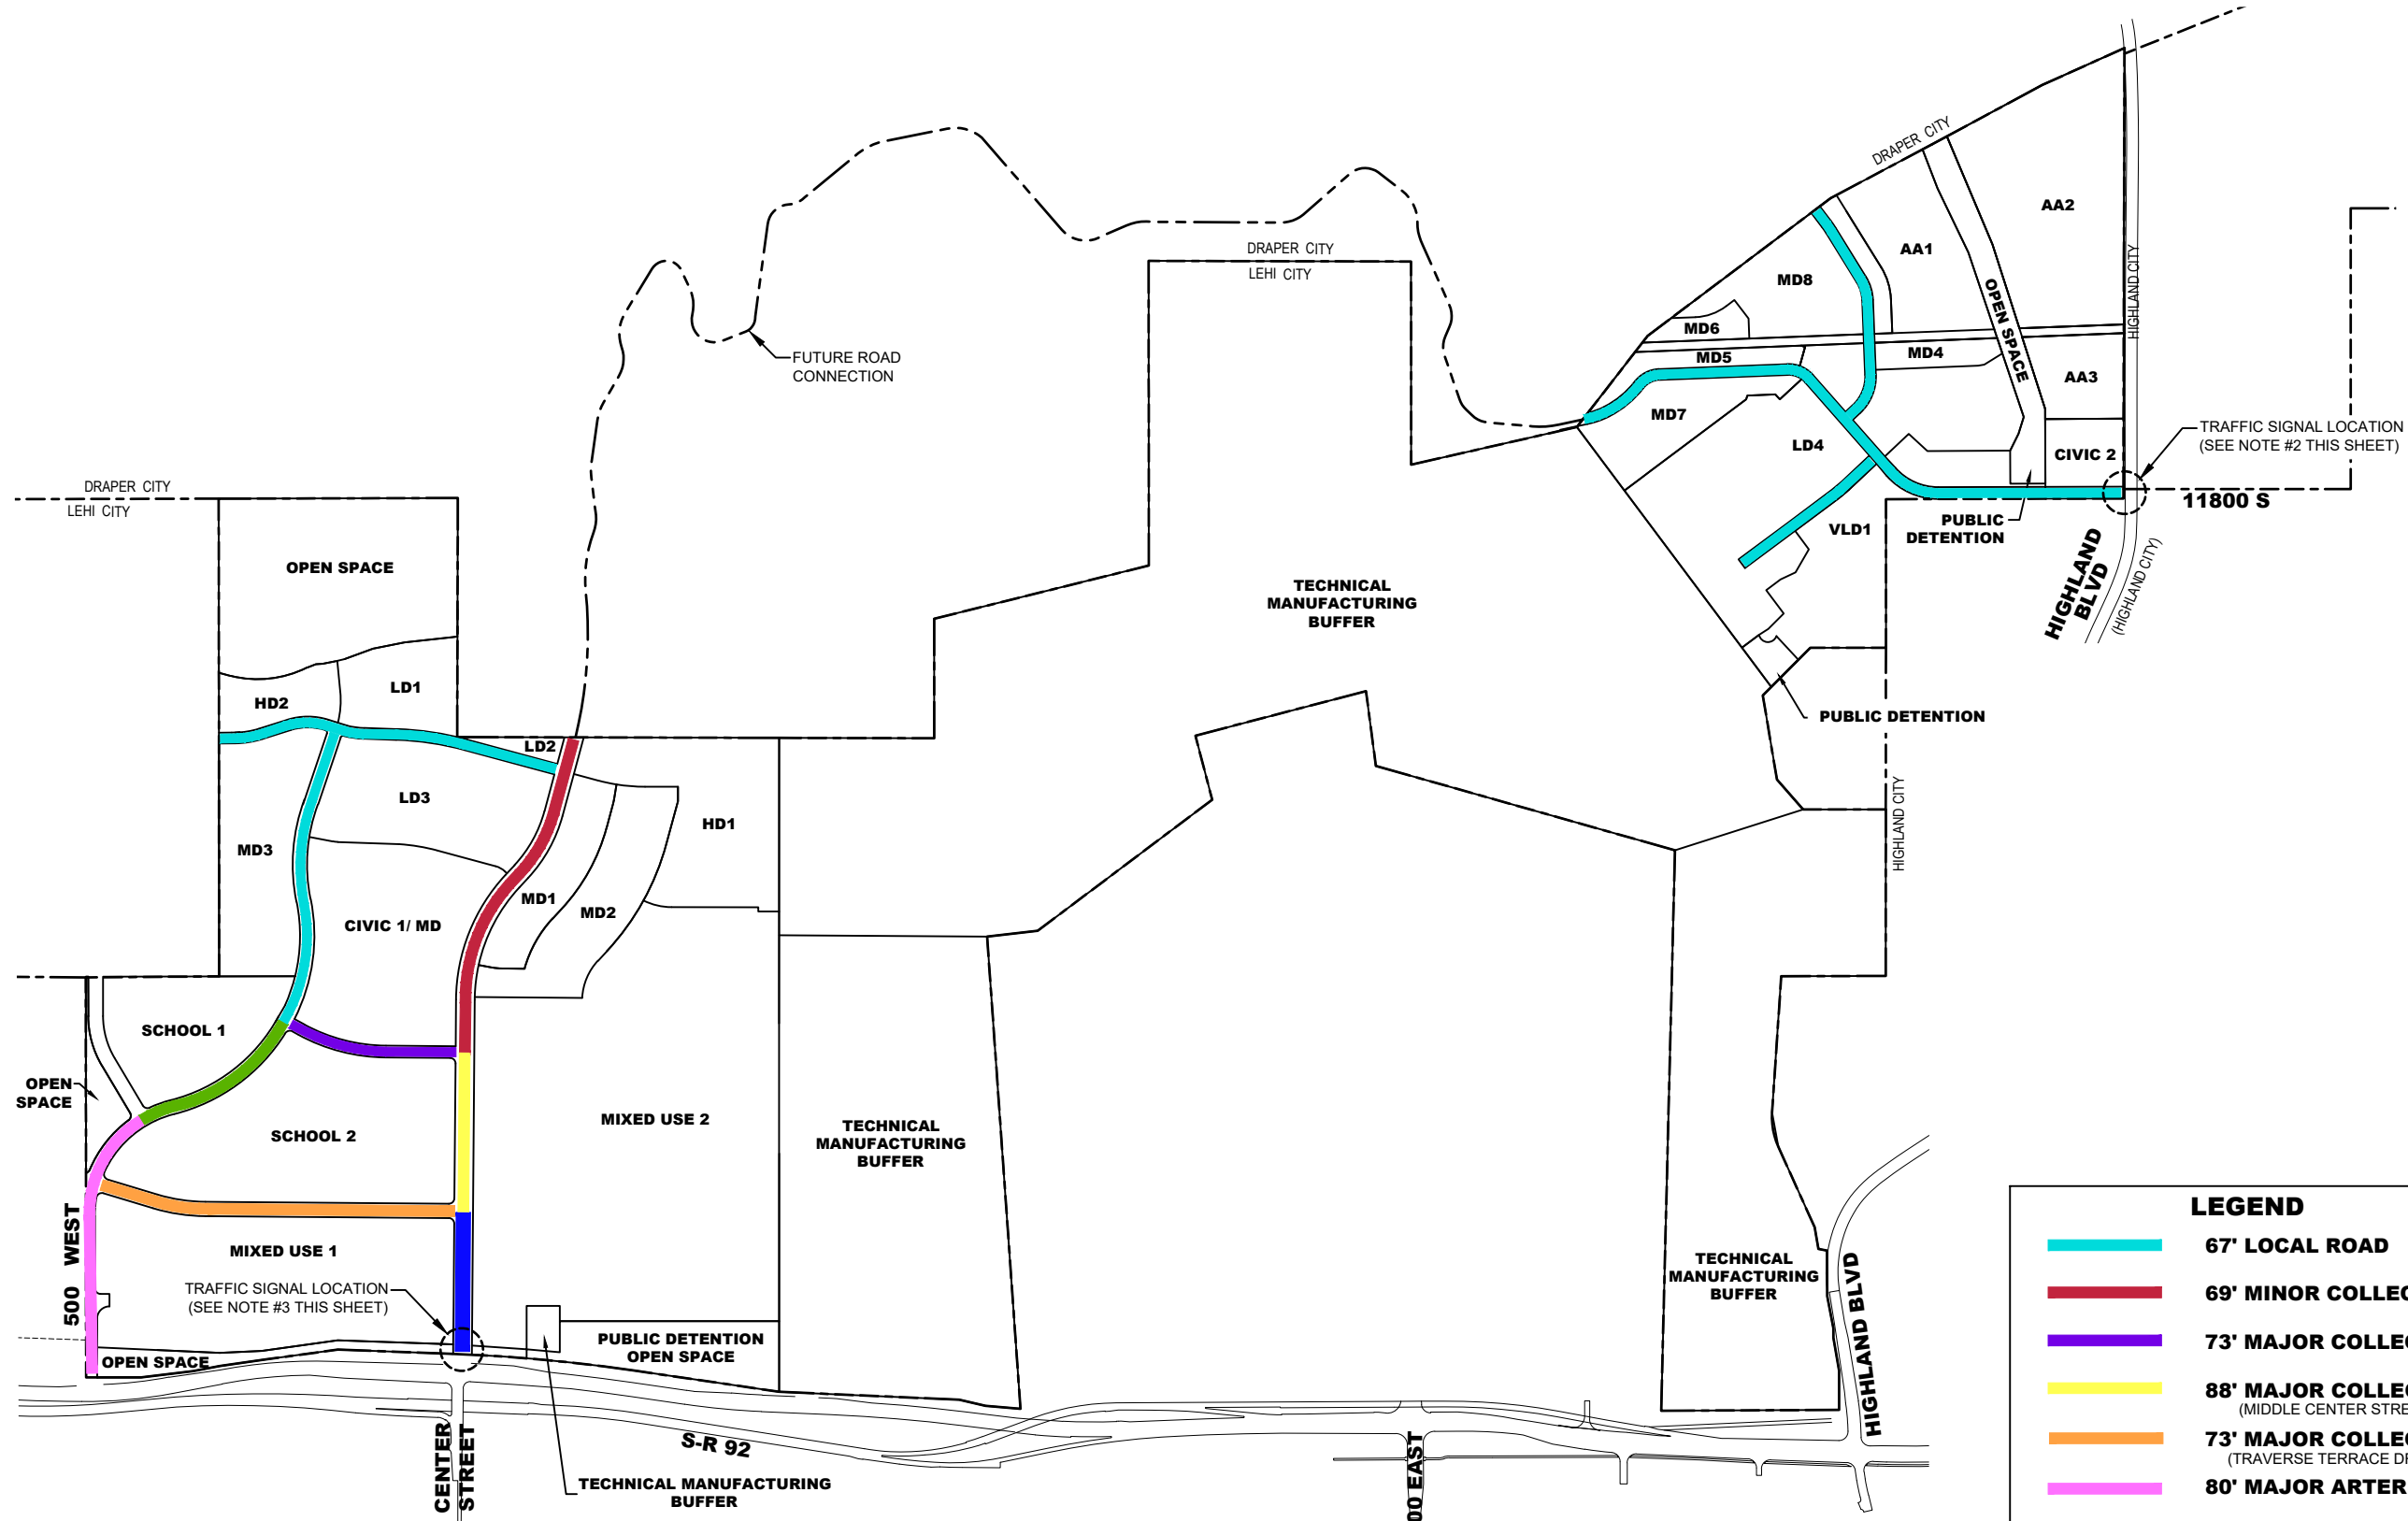 DRAPER CITY
AA2
AA1
HIGHLAND CITY
DRAPER CITY
LEHI CITY
MD8
OPEN SPACE
MD6
MD5
MD4
FUTURE ROAD
CONNECTION
AA3
MD7
TRAFFIC SIGNAL LOCATION
(SEE NOTE #2 THIS SHEET)
LD4
CIVIC 2
DRAPER CITY
LEHI CITY
11800 S
PUBLIC
DETENTION
VLD1
HIGHLAND
BLVD
(HIGHLAND CITY)
OPEN SPACE
TECHNICAL
MANUFACTURING
BUFFER
LD1
HD2
PUBLIC DETENTION
LD2
LD3
HD1
HIGHLAND CITY
MD3
MD1
MD2
CIVIC 1/ MD
SCHOOL 1
OPEN
SPACE
SCHOOL 2
MIXED USE 2
TECHNICAL
MANUFACTURING
BUFFER
500 WEST
MIXED USE 1
TRAFFIC SIGNAL LOCATION
(SEE NOTE #3 THIS SHEET)
TECHNICAL
MANUFACTURING
BUFFER
HIGHLAND BLVD
OPEN SPACE
PUBLIC DETENTION
OPEN SPACE
CENTER
STREET
S-R 92
TECHNICAL MANUFACTURING
BUFFER
00 EAST
LEGEND
67' LOCAL ROAD
69' MINOR COLLE
73' MAJOR COLLE
88' MAJOR COLLE
(MIDDLE CENTER STRE
73' MAJOR COLLE
(TRAVERSE TERRACE D
80' MAJOR ARTER